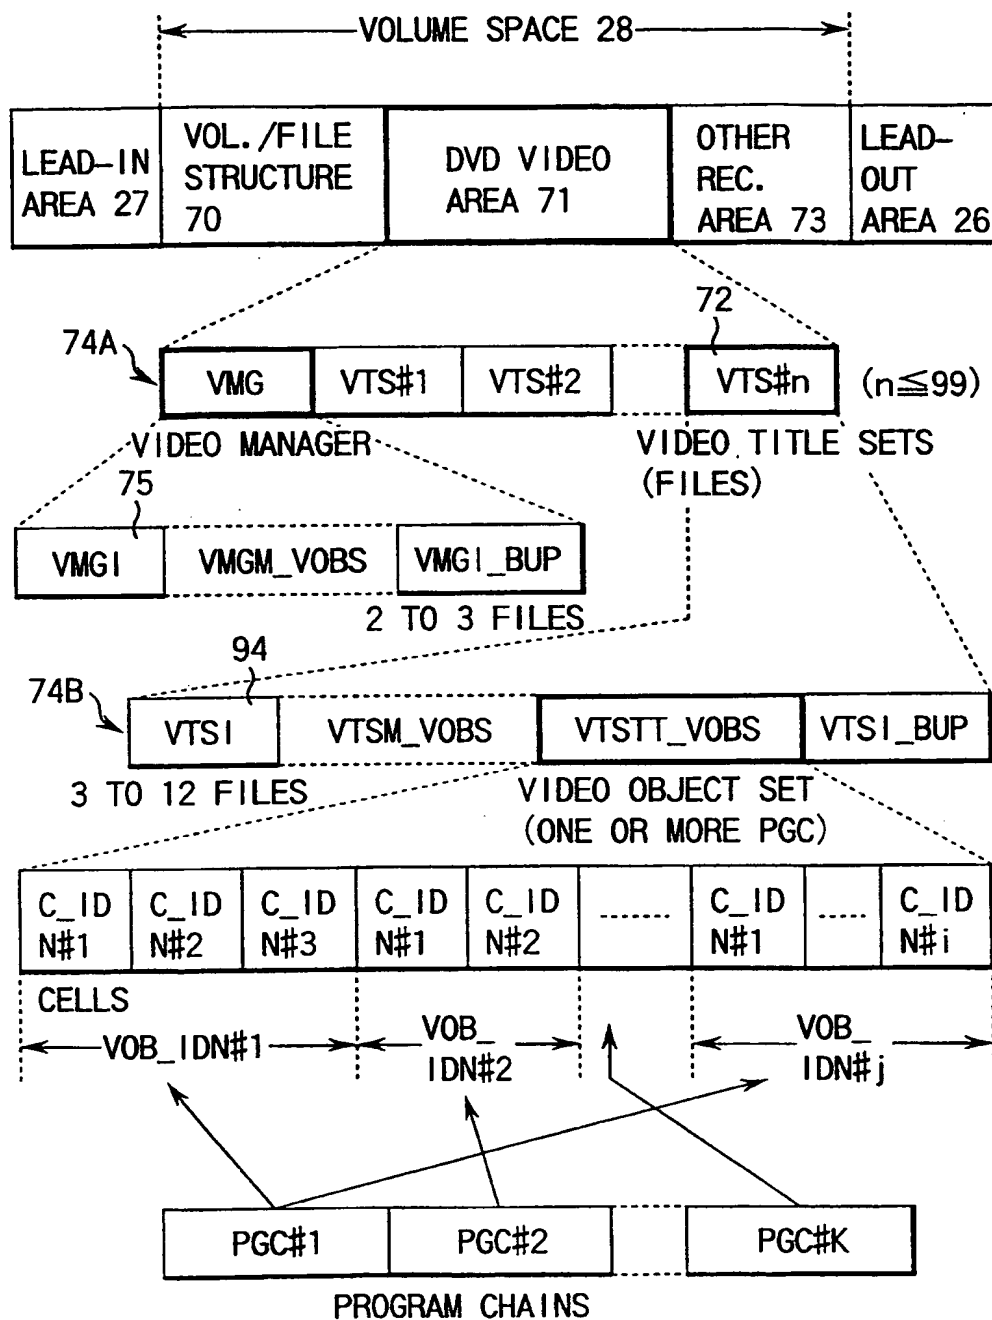 VOLUME SPACE 28
LEAD-IN
AREA 27
VOL./FILE
STRUCTURE
70
DVD VIDEO
AREA 71
OTHER
REC.
AREA 73
LEAD-
OUT
AREA 26
72
74A
VMG
VTS#1
VTS#2
VTS#n
(n≦99)
VIDEO MANAGER
VIDEO TITLE SETS
(FILES)
75
VMGI
VMGM_VOBS
VMGI_BUP
2 TO 3 FILES
94
74B
VTSI
VTSM_VOBS
VTSTT_VOBS
VTSI_BUP
3 TO 12 FILES
VIDEO OBJECT SET
(ONE OR MORE PGC)
C_ID
N#1
C_ID
N#2
C_ID
N#3
C_ID
N#1
C_ID
N#2
C_ID
N#1
C_ID
N#i
CELLS
VOB_IDN#1
VOB_
IDN#2
VOB_
IDN#j
PGC#1
PGC#2
PGC#K
PROGRAM CHAINS